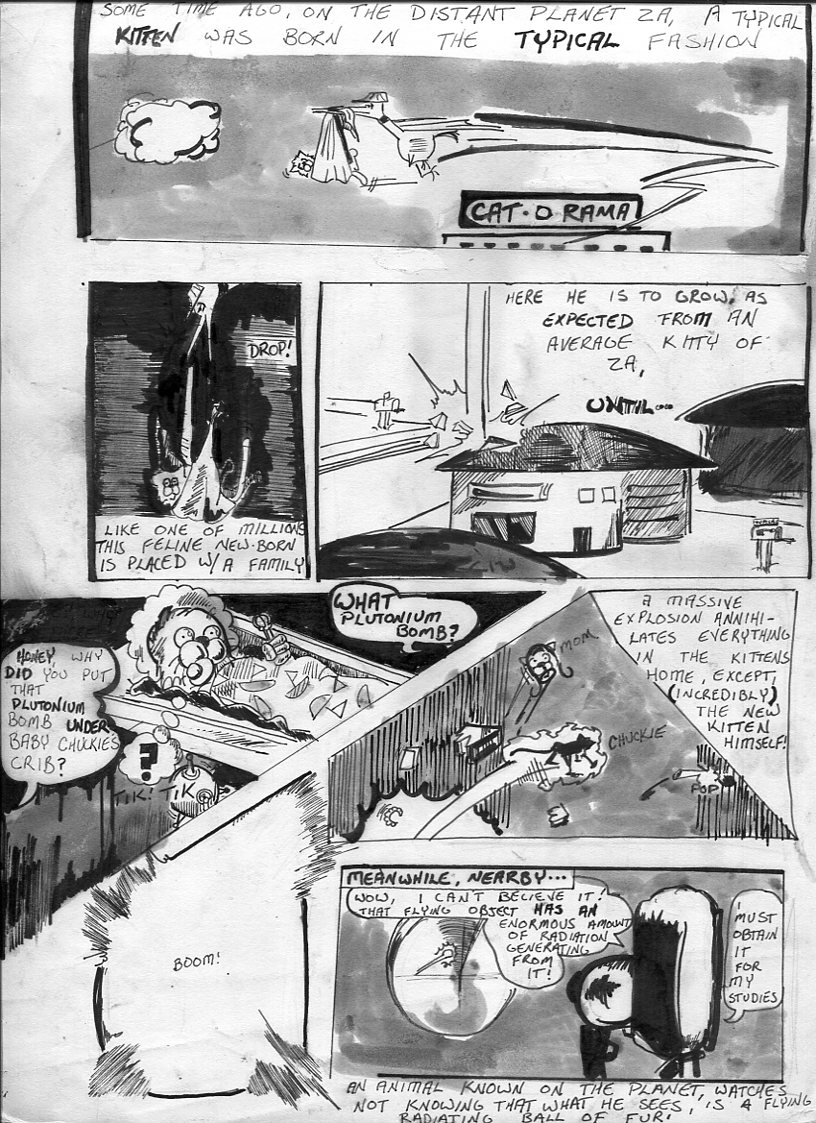 SOME TIME AGO, ON THE DISTANT PLANET ZA, A TYPICAL
KITTEN WAS BORN IN THE TYPICAL FASHION
CAT-O RAMA
DROP!
LIKE ONE OF MILLIONS
THIS FELINE NEW-BORN
IS PLACED W/ A FAMILY
HERE HE IS TO GROW, AS
EXPECTED FROM AN
AVERAGE KITTY OF
ZA,
UNTIL....
HONEY, WHY
DID YOU PUT
THAT
PLUTONIUM
BOMB UNDER
BABY CHUCKIES
CRIB?
WHAT
PLUTONIUM
BOMB?
?
TIK! TIK
A MASSIVE
EXPLOSION ANNIHI-
LATES EVERYTHING
IN THE KITTENS
HOME, EXCEPT,
(INCREDIBLY)
THE NEW
KITTEN
HIMSELF!
MOM
CHUCKIE
POP
BOOM!
MEANWHILE, NEARBY...
WOW, I CAN'T BELIEVE IT!
THAT FLYING OBJECT HAS AN
ENORMOUS AMOUNT
OF RADIATION
GENERATING
FROM
IT!
I
MUST
OBTAIN
IT
FOR
MY
STUDIES
AN ANIMAL KNOWN ON THE PLANET, WATCHES
NOT KNOWING THAT WHAT HE SEES, IS A FLYING
RADIATING BALL OF FUR!